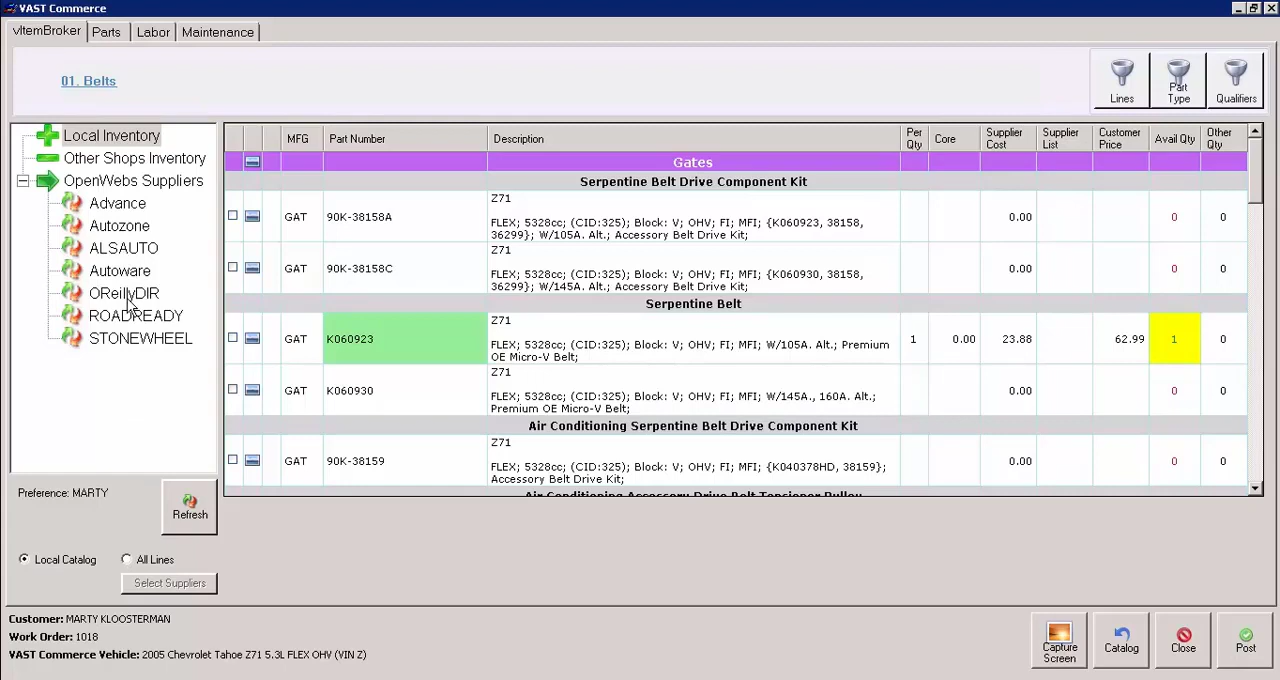 VAST Commerce
vItemBroker Parts Labor Maintenance
01. Belts
Lines
Part Type
Qualifiers
Local Inventory
Other Shops Inventory
OpenWebs Suppliers
Advance
Autozone
ALSAUTO
Autoware
OReillyDIR
ROADREADY
STONEWHEEL
MFG Part Number Description Per Qty Core Supplier Cost Supplier List Customer Price Avail Qty Other Qty
Gates
Serpentine Belt Drive Component Kit
Z71
GAT 90K-38158A FLEX; 5328cc; (CID:325); Block: V; OHV; FI; MFI; {K060923, 38158, 0.00 0 0
36299}; W/105A. Alt.; Accessory Belt Drive Kit;
Z71
GAT 90K-38158C FLEX; 5328cc; (CID:325); Block: V; OHV; FI; MFI; {K060930, 38158, 0.00 0 0
36299}; W/145A. Alt.; Accessory Belt Drive Kit;
Serpentine Belt
Z71
GAT K060923 FLEX; 5328cc; (CID:325); Block: V; OHV; FI; MFI; W/105A. Alt.; Premium 1 0.00 23.88 62.99 1 0
OE Micro-V Belt;
Z71
GAT K060930 FLEX; 5328cc; (CID:325); Block: V; OHV; FI; MFI; W/145A., 160A. Alt.; 0.00 0 0
Premium OE Micro-V Belt;
Air Conditioning Serpentine Belt Drive Component Kit
Z71
GAT 90K-38159 FLEX; 5328cc; (CID:325); Block: V; OHV; FI; MFI; {K040378HD, 38159}; 0.00 0 0
Accessory Belt Drive Kit;
Air Conditioning Accessory Drive Belt Tensioner Pulley
Preference: MARTY
Refresh
Local Catalog All Lines
Select Suppliers
Customer: MARTY KLOOSTERMAN
Work Order: 1018
VAST Commerce Vehicle: 2005 Chevrolet Tahoe Z71 5.3L FLEX OHV (VIN Z)
Capture Screen
Catalog
Close
Post